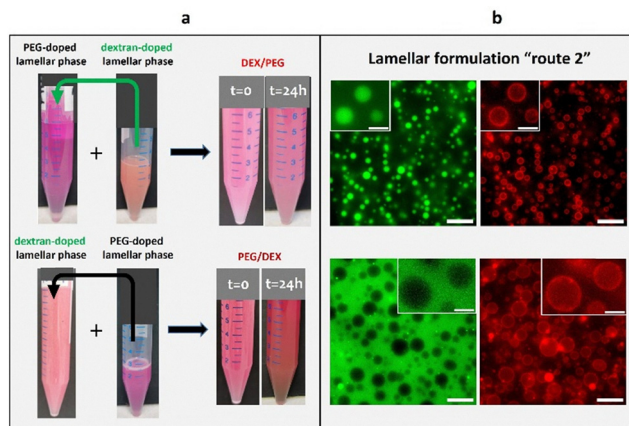 a
b
PEG-doped
lamellar phase
dextran-doped
lamellar phase
DEX/PEG
t=0
t=24h
+
Lamellar formulation "route 2"
dextran-doped
lamellar phase
PEG-doped
lamellar phase
PEG/DEX
t=0
t=24h
+